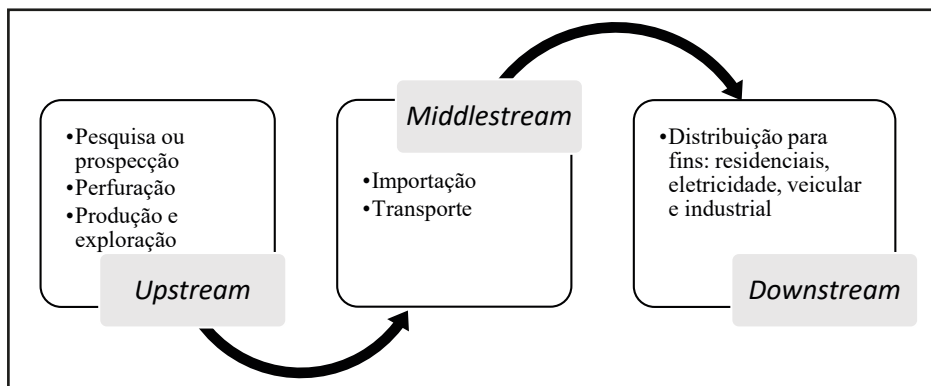 •Pesquisa ou
prospecção
•Perfuração
•Produção e
exploração
Upstream
Middlestream
•Importação
•Transporte
•Distribuição para
fins: residenciais,
eletricidade, veicular
e industrial
Downstream